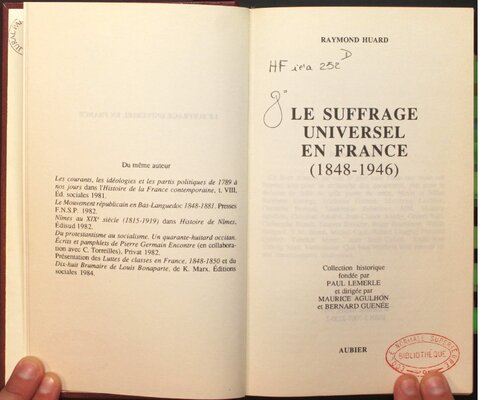 Du même auteur
Les courants, les idéologies et les partis politiques de 1789 à
nos jours dans l'Histoire de la France contemporaine, t. VIII,
Éd. sociales 1981.
Le Mouvement républicain en Bas-Languedoc 1848-1881. Presses
F.N.S.P. 1982.
Nîmes au XIXe siècle (1815-1919) dans Histoire de Nîmes,
Édisud 1982.
Du protestantisme au socialisme. Un quarante-huitard occitan.
Écrits et pamphlets de Pierre Germain Encontre (en collabora-
tion avec C. Torreilles), Privat 1982.
Présentation des Luttes de classes en France, 1848-1850 et du
Dix-huit Brumaire de Louis Bonaparte, de K. Marx. Éditions
sociales 1984.
RAYMOND HUARD
D
HF 252
8°
LE SUFFRAGE
UNIVERSEL
EN FRANCE
(1848-1946)
Collection historique
fondée par
PAUL LEMERLE
et dirigée par
MAURICE AGULHON
et BERNARD GUENÉE
AUBIER
ÉCOLE NORMALE SUPÉRIEURE
BIBLIOTHÈQUE